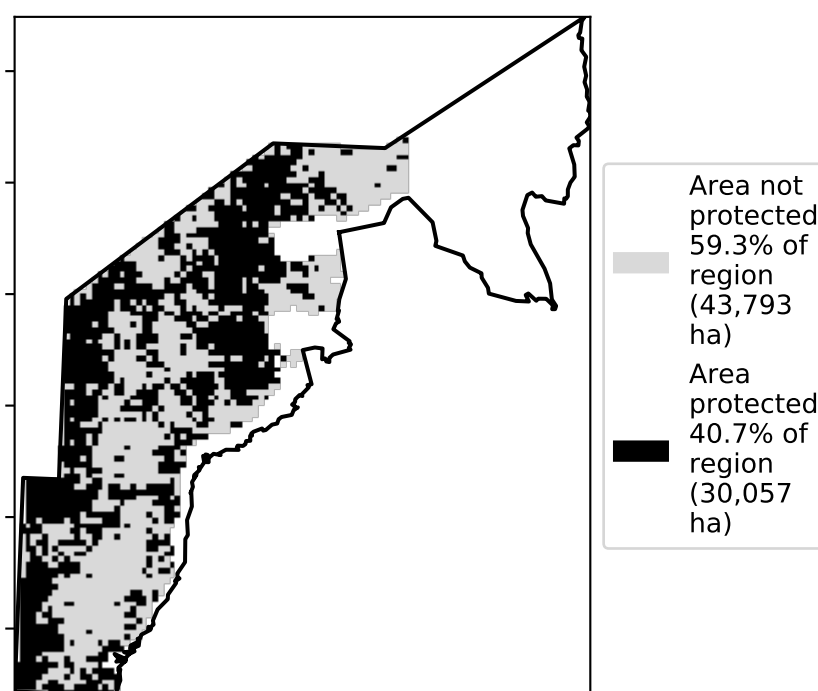 Area not
protected
59.3% of
region
(43,793
ha)
Area
protected
40.7% of
region
(30,057
ha)